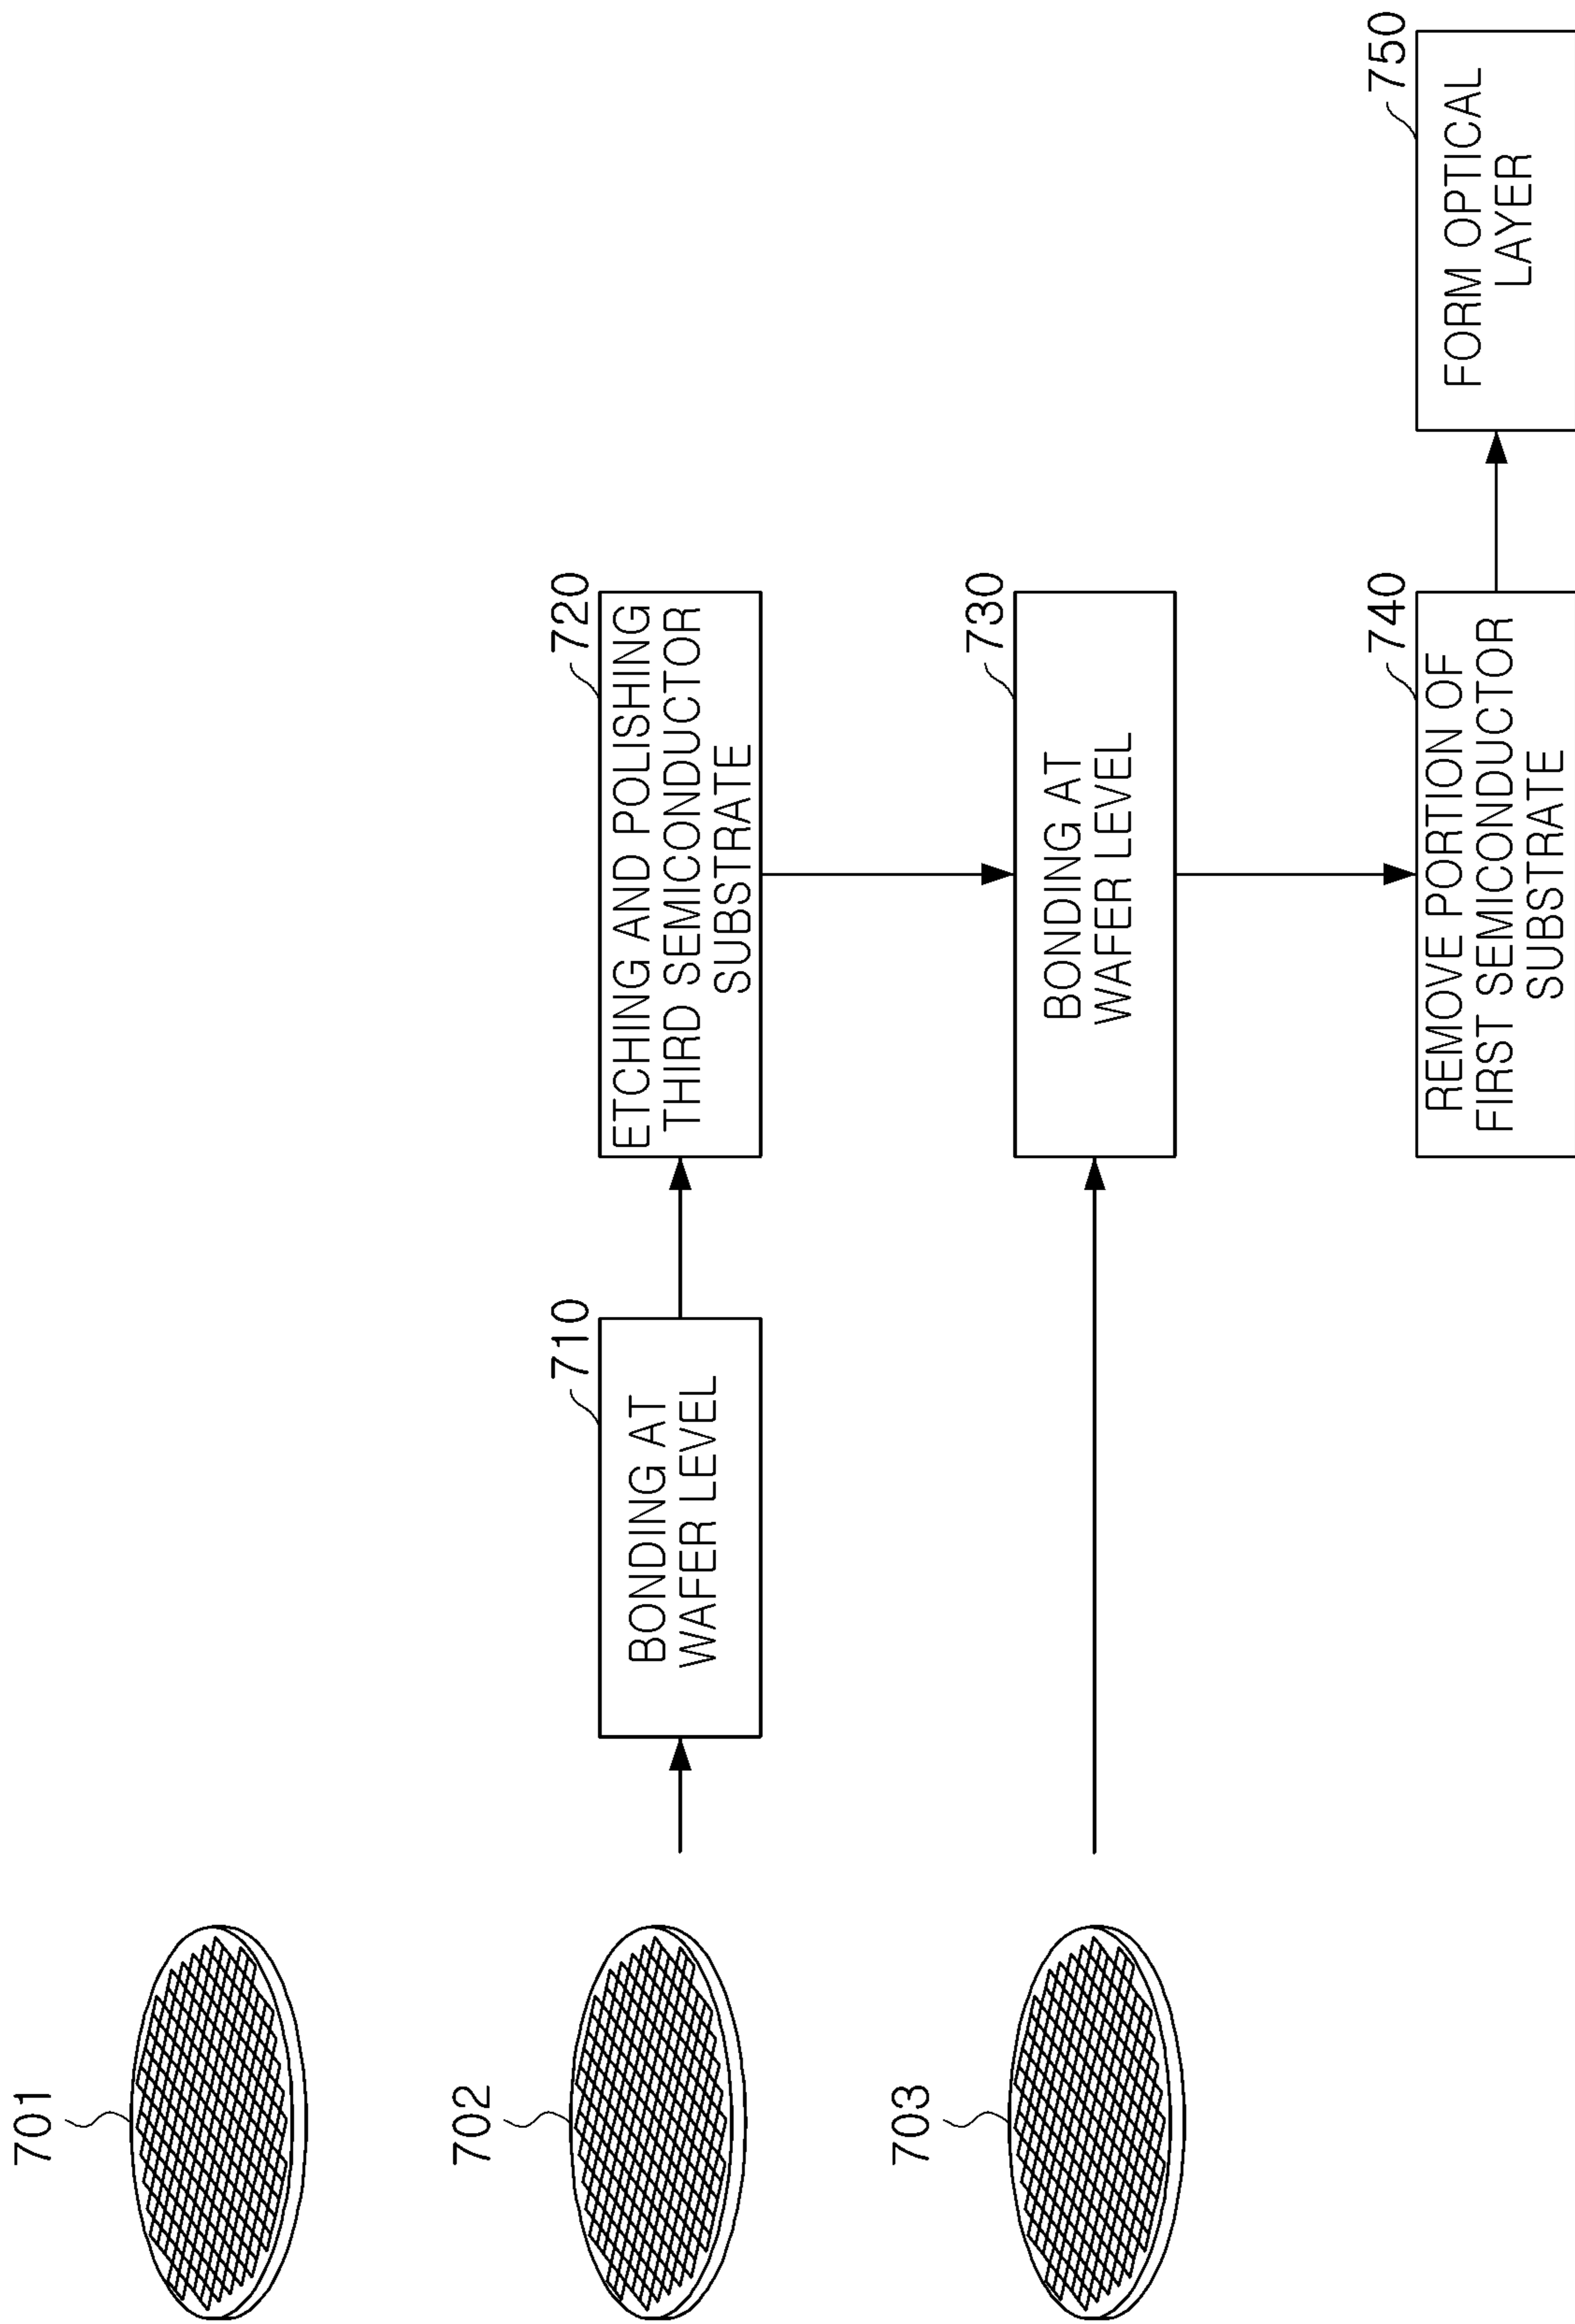 701
702
703
710
BONDING AT
WAFER LEVEL
720
ETCHING AND POLISHING
THIRD SEMICONDUCTOR
SUBSTRATE
730
BONDING AT
WAFER LEVEL
740
REMOVE PORTION OF
FIRST SEMICONDUCTOR
SUBSTRATE
750
FORM OPTICAL
LAYER